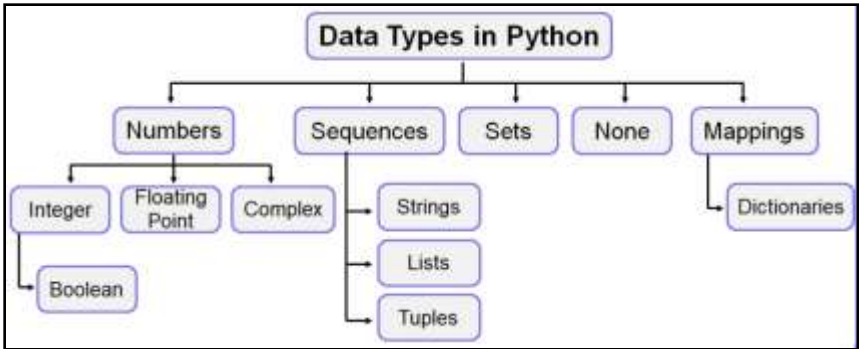 Data Types in Python
Numbers
Sequences
Sets
None
Mappings
Integer
Floating
Point
Complex
Boolean
Strings
Lists
Tuples
Dictionaries